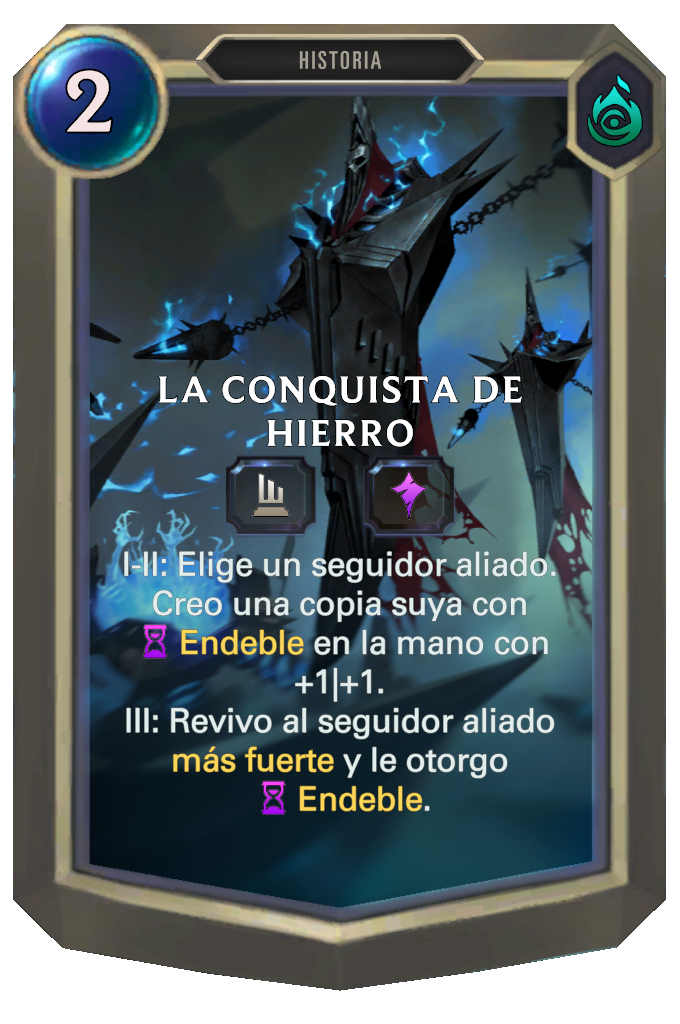 HISTORIA
2
LA CONQUISTA DE
HIERRO
I-II: Elige un seguidor aliado.
Creo una copia suya con
Endeble en la mano con
+1|+1.
III: Revivo al seguidor aliado
más fuerte y le otorgo
Endeble.